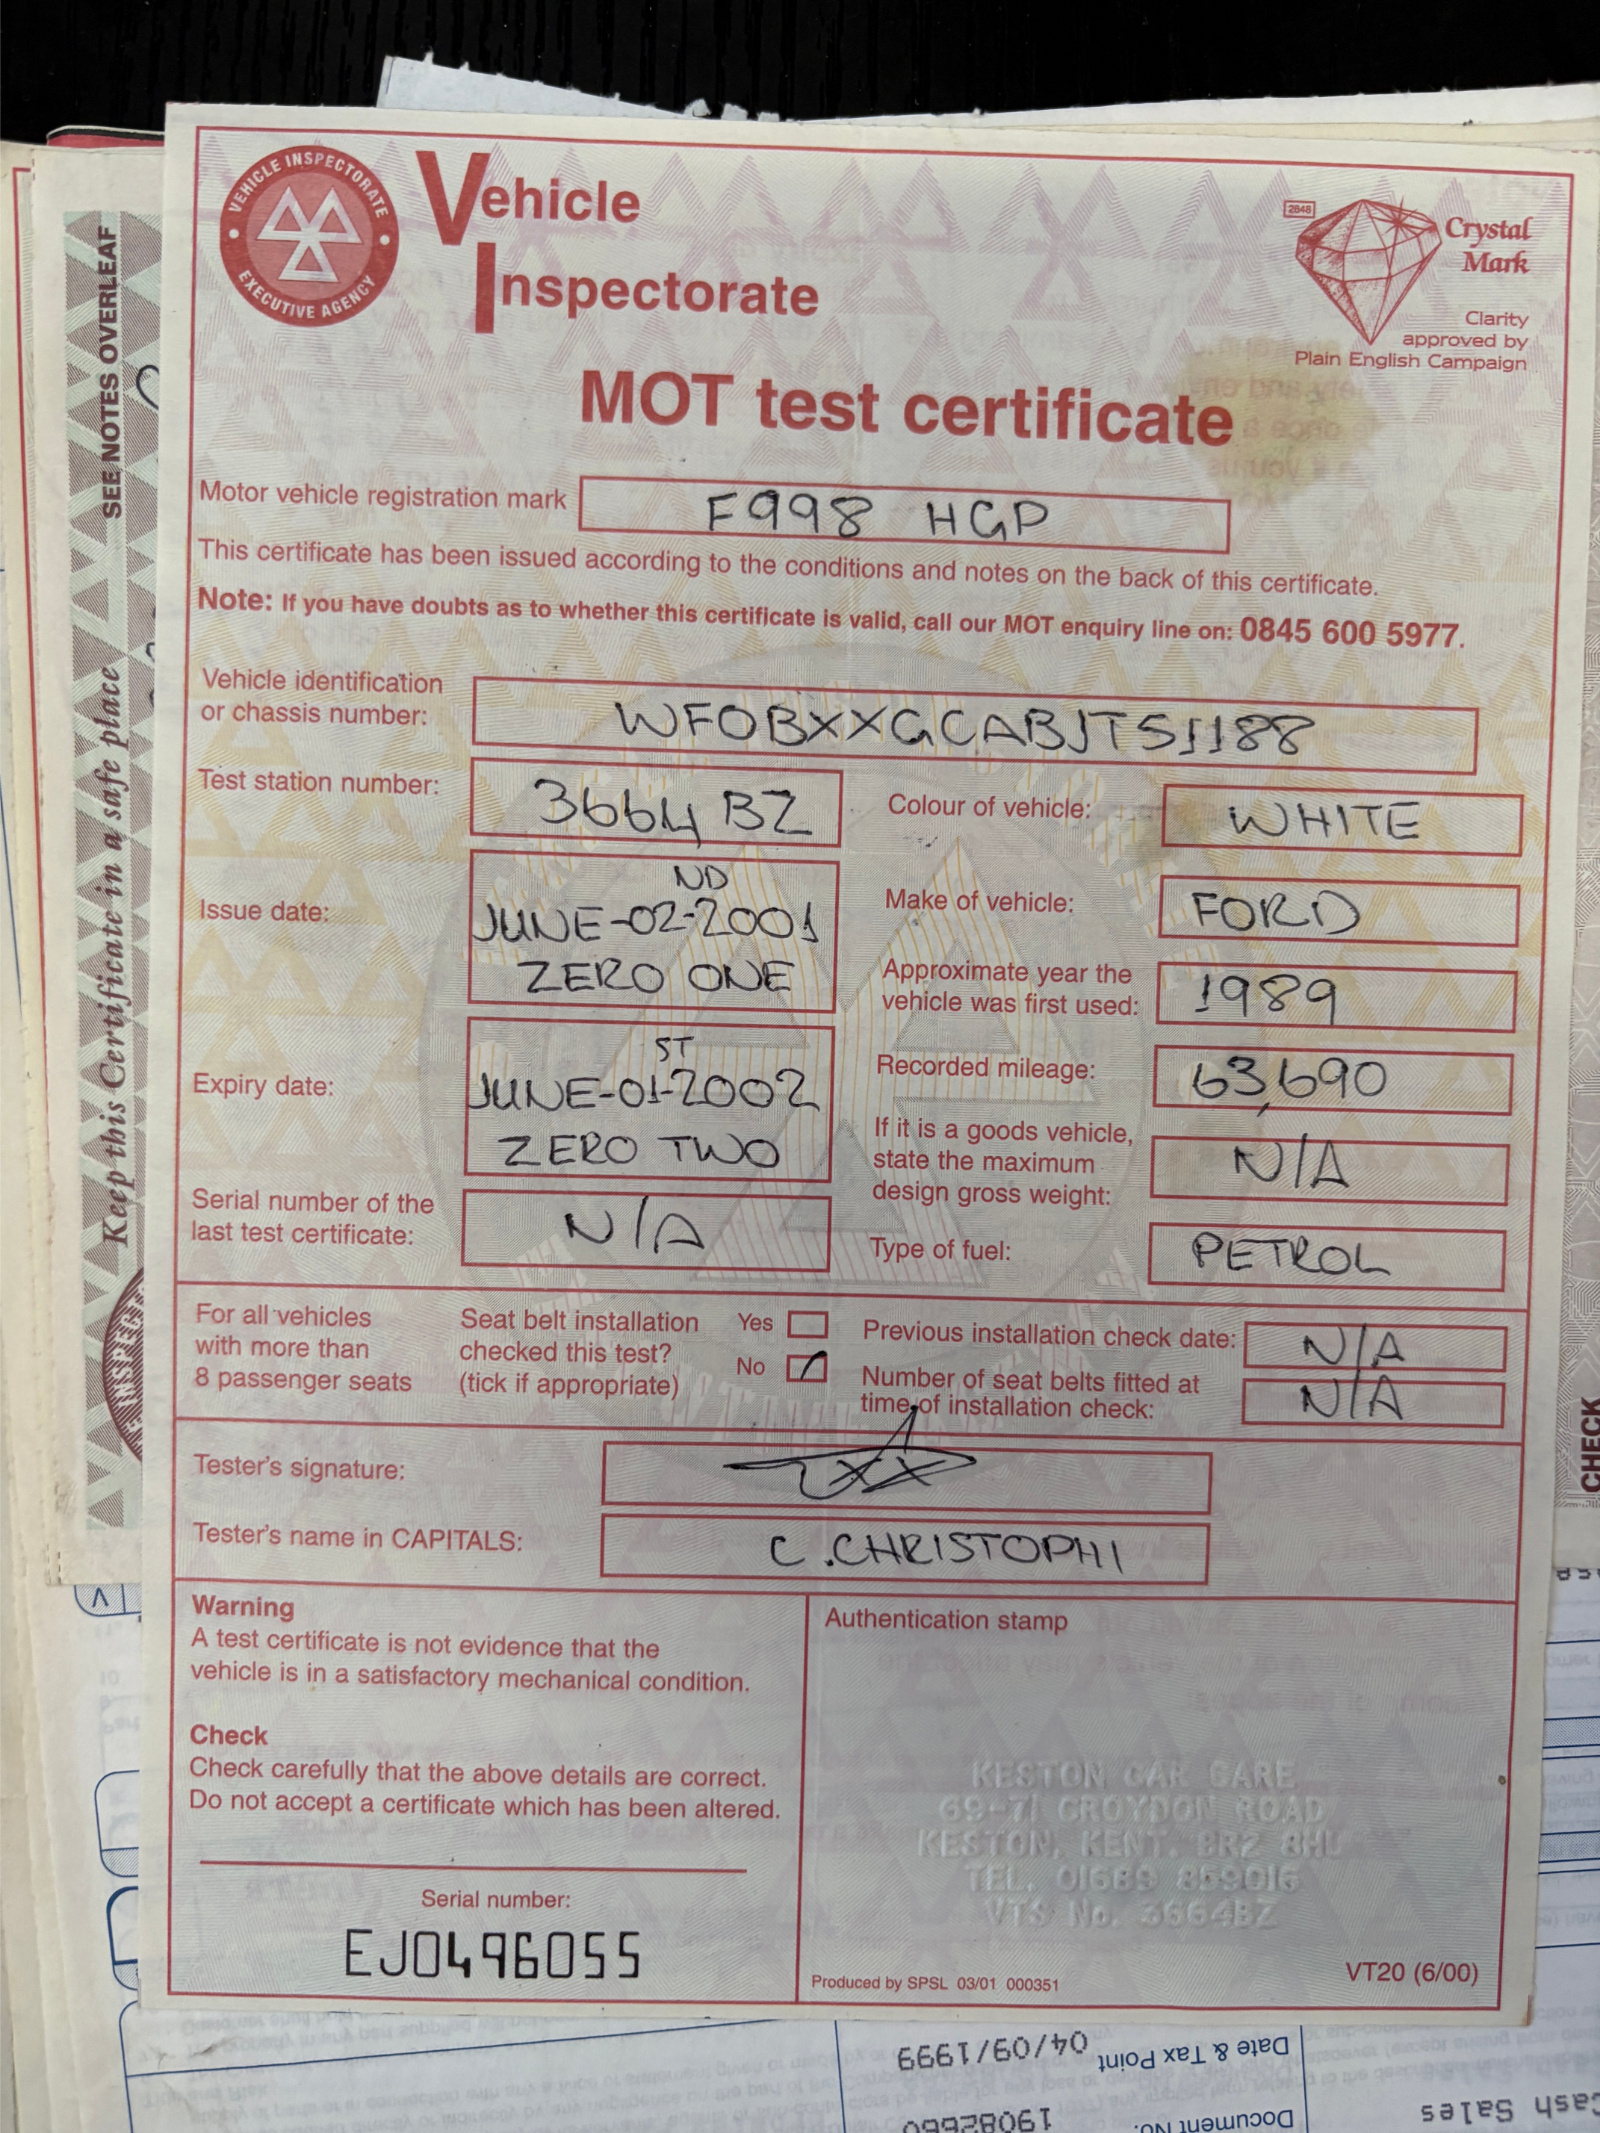 VEHICLE INSPECTORATE
EXECUTIVE AGENCY
Vehicle
Inspectorate
2848
Crystal
Mark
Clarity
approved by
Plain English Campaign
MOT test certificate
Motor vehicle registration mark F998 HGP
This certificate has been issued according to the conditions and notes on the back of this certificate.
Note: If you have doubts as to whether this certificate is valid, call our MOT enquiry line on: 0845 600 5977.
Vehicle identification
or chassis number: WFOBXXGCABJT51188
Test station number: 3664 BZ
Colour of vehicle: WHITE
Issue date: JUNE-02ND-2001
ZERO ONE
Make of vehicle: FORD
Approximate year the
vehicle was first used: 1989
Expiry date: JUNE-01ST-2002
ZERO TWO
Recorded mileage: 63,690
If it is a goods vehicle,
state the maximum
design gross weight: N/A
Serial number of the
last test certificate: N/A
Type of fuel: PETROL
For all vehicles
with more than
8 passenger seats
Seat belt installation
checked this test?
(tick if appropriate)
Yes
No
Previous installation check date: N/A
Number of seat belts fitted at
time of installation check: N/A
Tester's signature:
Tester's name in CAPITALS: C. CHRISTOPHI
Warning
A test certificate is not evidence that the
vehicle is in a satisfactory mechanical condition.
Check
Check carefully that the above details are correct.
Do not accept a certificate which has been altered.
Serial number:
EJ0496055
Authentication stamp
KESTON CAR CARE
69-71 CROYDON ROAD
KESTON. KENT. BR2 8HU
TEL. 01689 859016
VTS No. 3664BZ
Produced by SPSL 03/01 000351
VT20 (6/00)
SEE NOTES OVERLEAF
Keep this Certificate in a safe place
CHECK
Date & Tax Point 04/09/1999
Document No.
Cash Sales